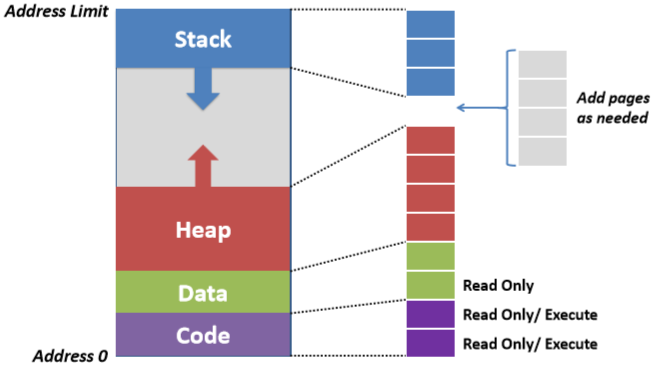 Address Limit
Stack
Add pages
as needed
Heap
Data
Read Only
Code
Read Only/ Execute
Read Only/ Execute
Address 0